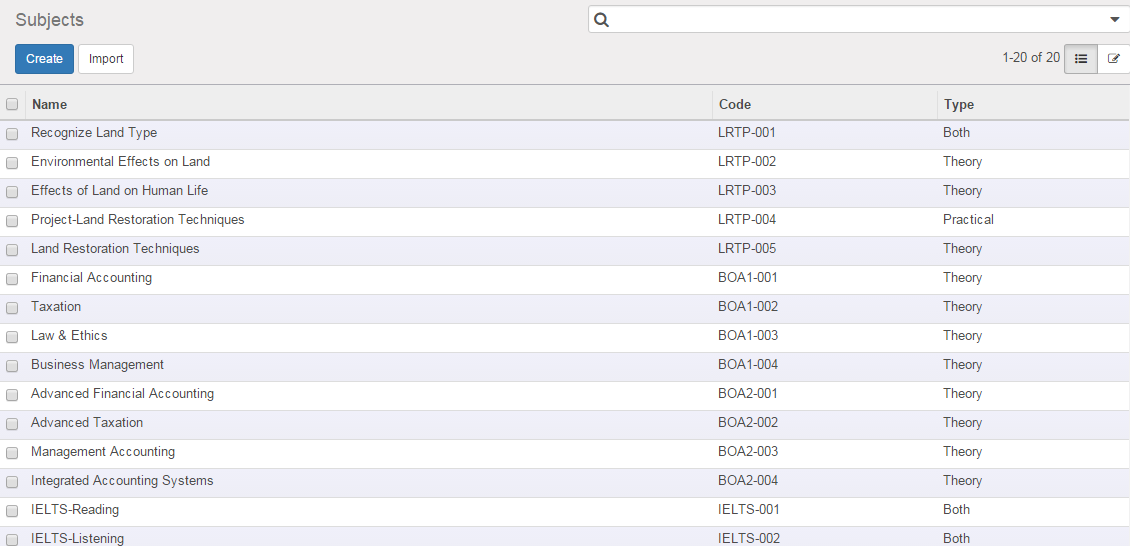 Subjects
Create Import 1-20 of 20
Name Code Type
Recognize Land Type LRTP-001 Both
Environmental Effects on Land LRTP-002 Theory
Effects of Land on Human Life LRTP-003 Theory
Project-Land Restoration Techniques LRTP-004 Practical
Land Restoration Techniques LRTP-005 Theory
Financial Accounting BOA1-001 Theory
Taxation BOA1-002 Theory
Law & Ethics BOA1-003 Theory
Business Management BOA1-004 Theory
Advanced Financial Accounting BOA2-001 Theory
Advanced Taxation BOA2-002 Theory
Management Accounting BOA2-003 Theory
Integrated Accounting Systems BOA2-004 Theory
IELTS-Reading IELTS-001 Both
IELTS-Listening IELTS-002 Both